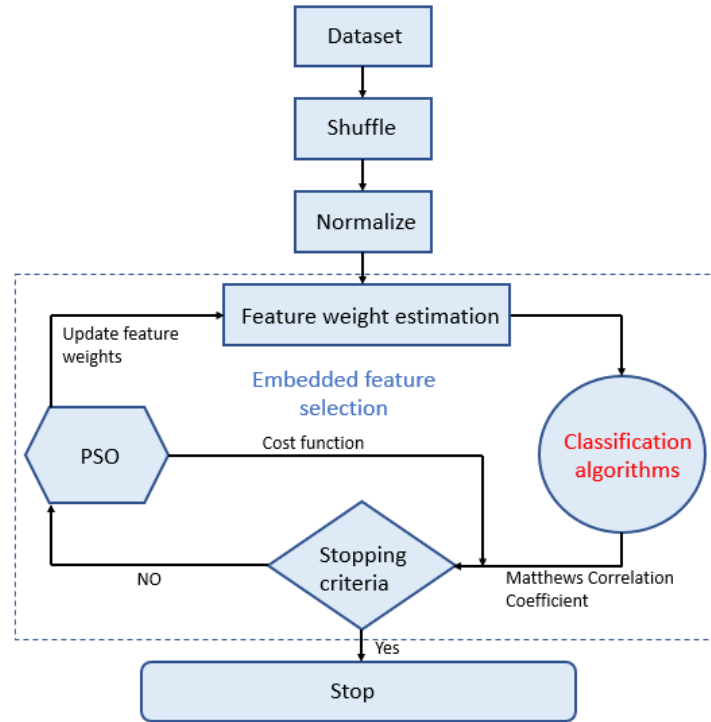 Dataset
Shuffle
Normalize
Feature weight estimation
Update feature
weights
Embedded feature
selection
PSO
Cost function
Classification
algorithms
Stopping
criteria
NO
Matthews Correlation
Coefficient
Yes
Stop